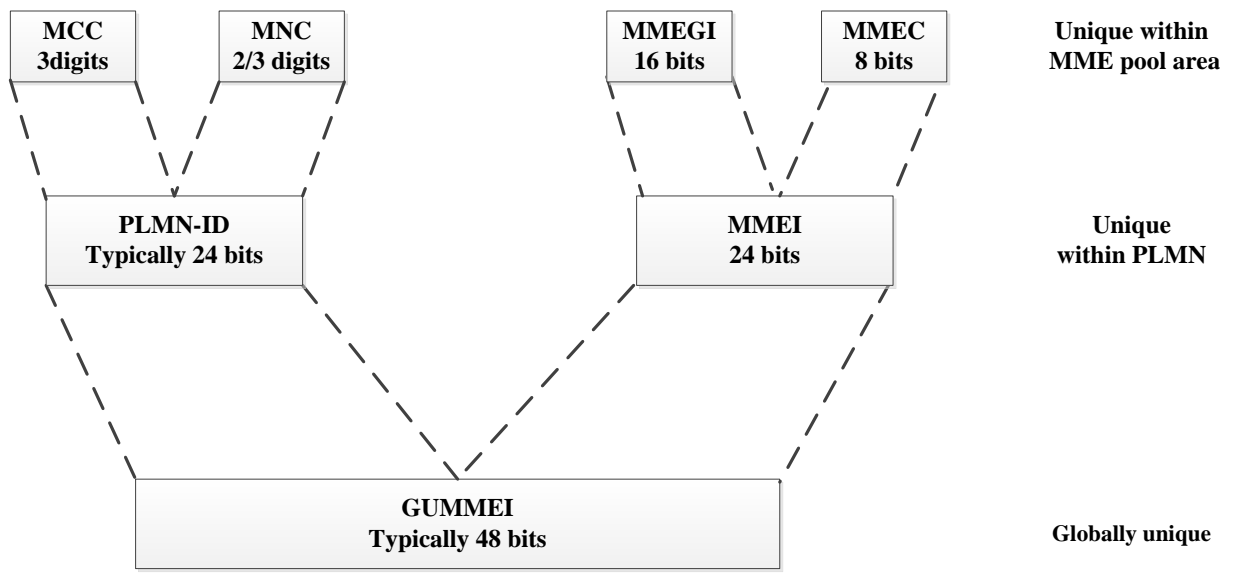 MCC
3digits
MNC
2/3 digits
MMEGI
16 bits
MMEC
8 bits
Unique within
MME pool area
PLMN-ID
Typically 24 bits
MMEI
24 bits
Unique
within PLMN
GUMMEI
Typically 48 bits
Globally unique